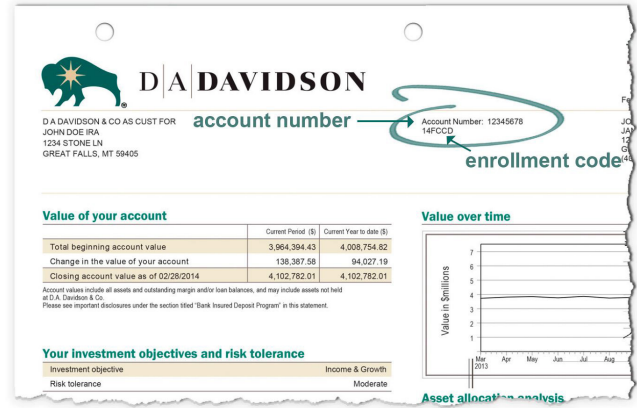 D|A|DAVIDSON
D A DAVIDSON & CO AS CUST FOR
JOHN DOE IRA
1234 STONE LN
GREAT FALLS, MT 59405
account number
Account Number: 12345678
14FCCD
enrollment code
Value of your account
Current Period ($) Current Year to date ($)
Total beginning account value 3,964,394.43 4,008,754.82
Change in the value of your account 138,387.58 94,027.19
Closing account value as of 02/28/2014 4,102,782.01 4,102,782.01
Account values include all assets and outstanding margin and/or loan balances, and may include assets not held
at D.A. Davidson & Co.
Please see important disclosures under the section titled "Bank Insured Deposit Program" in this statement.
Your investment objectives and risk tolerance
Investment objective Income & Growth
Risk tolerance Moderate
Value over time
Value in $millions
7
6
5
4
3
2
1
Mar Apr May Jun Jul Aug
2013
Asset allocation analysis